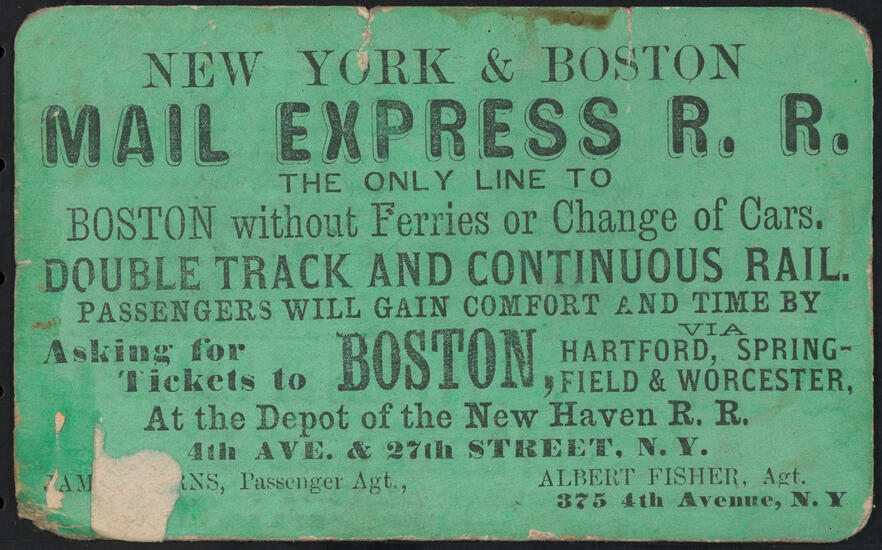 NEW YORK & BOSTON
MAIL EXPRESS R. R.
THE ONLY LINE TO
BOSTON without Ferries or Change of Cars.
DOUBLE TRACK AND CONTINUOUS RAIL.
PASSENGERS WILL GAIN COMFORT AND TIME BY
Asking for Tickets to BOSTON, VIA HARTFORD, SPRING-
FIELD & WORCESTER,
At the Depot of the New Haven R. R.
4th AVE. & 27th STREET, N. Y.
Passenger Agt.,
ALBERT FISHER, Agt.
375 4th Avenue, N. Y